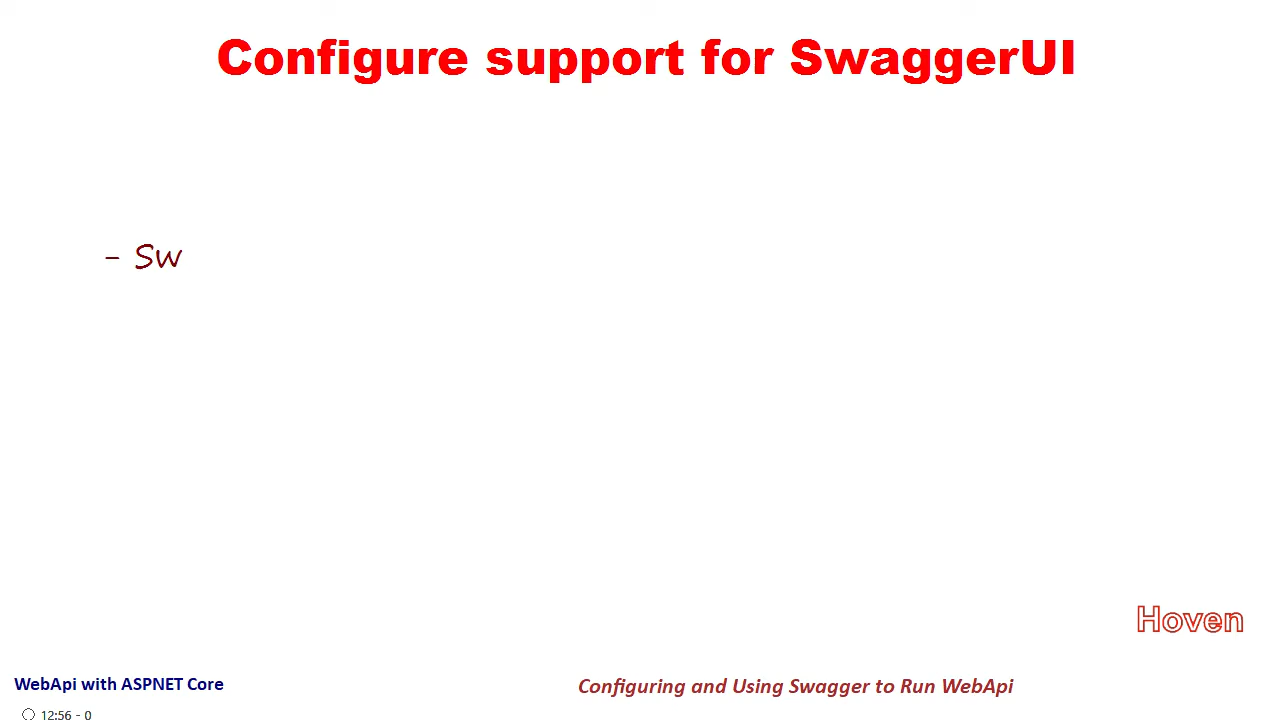 Configure support for SwaggerUI
- Sw
Hoven
WebApi with ASPNET Core
Configuring and Using Swagger to Run WebApi
12:56 - 0